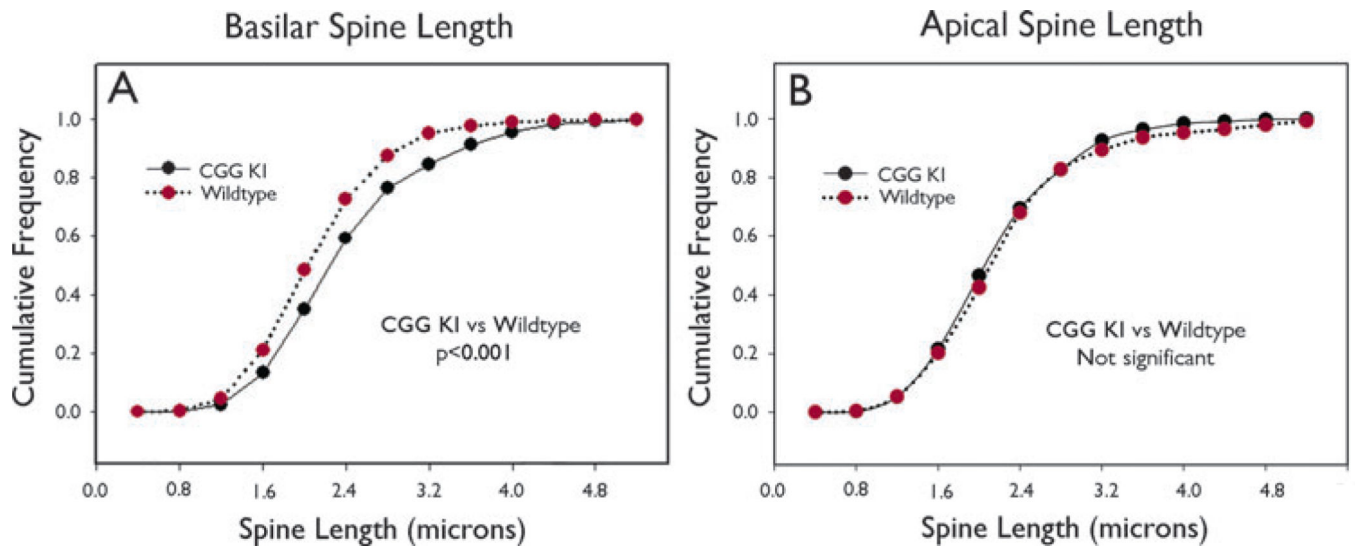 Basilar Spine Length
A
Cumulative Frequency
1.0
0.8
0.6
0.4
0.2
0.0
CGG KI
Wildtype
CGG KI vs Wildtype
p<0.001
0.0 0.8 1.6 2.4 3.2 4.0 4.8
Spine Length (microns)
Apical Spine Length
B
Cumulative Frequency
1.0
0.8
0.6
0.4
0.2
0.0
CGG KI
Wildtype
CGG KI vs Wildtype
Not significant
0.0 0.8 1.6 2.4 3.2 4.0 4.8
Spine Length (microns)